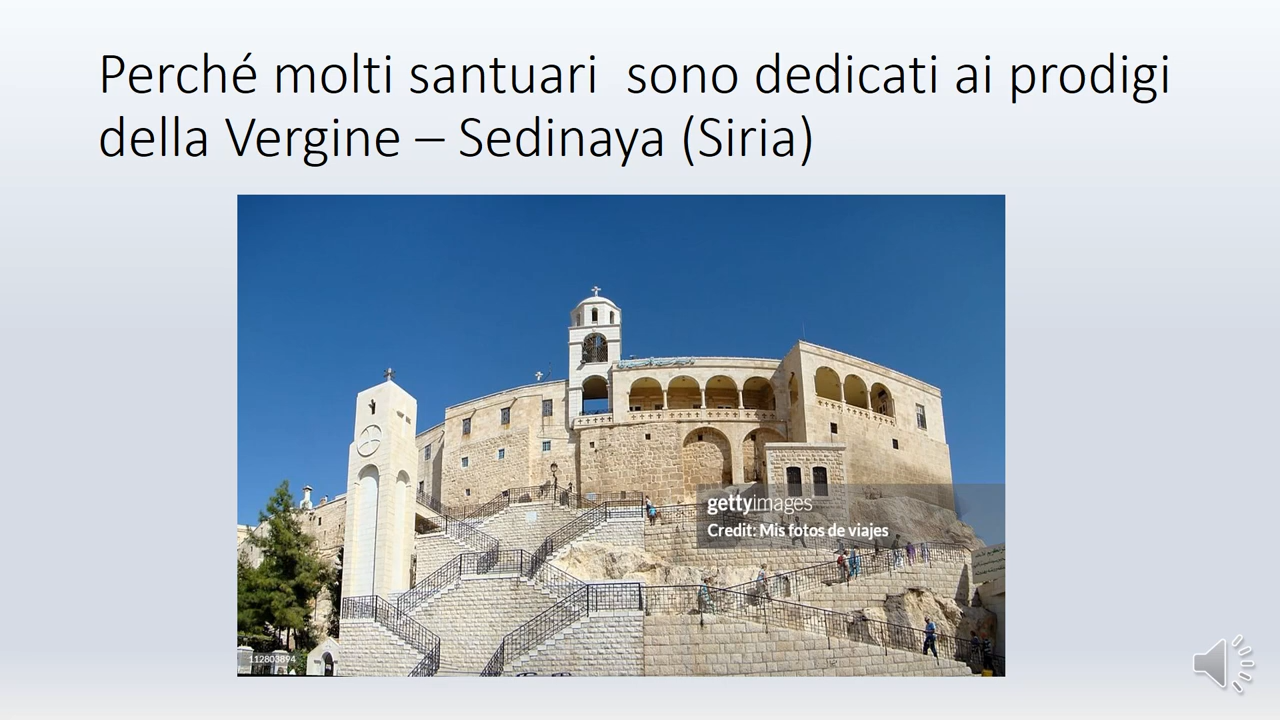 Perché molti santuari  sono dedicati ai prodigi
della Vergine – Sedinaya (Siria)
gettyimages
Credit: Mis fotos de viajes
112803894